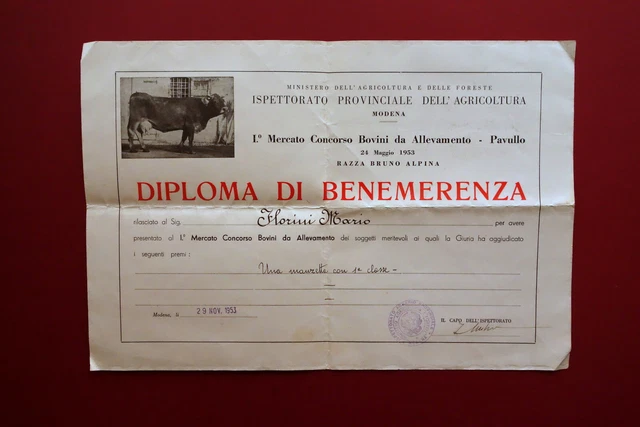 MINISTERO DELL'AGRICOLTURA E DELLE FORESTE
ISPETTORATO PROVINCIALE DELL'AGRICOLTURA
MODENA
I.º Mercato Concorso Bovini da Allevamento - Pavullo
24 Maggio 1953
RAZZA BRUNO ALPINA
DIPLOMA DI BENEMERENZA
rilasciato al Sig. Florini Mario per avere
presentato al I.º Mercato Concorso Bovini da Allevamento dei soggetti meritevoli ai quali la Giuria ha aggiudicato
i seguenti premi:
Una manzette con 1ª classe -
Modena, li 29 NOV. 1953
IL CAPO DELL'ISPETTORATO